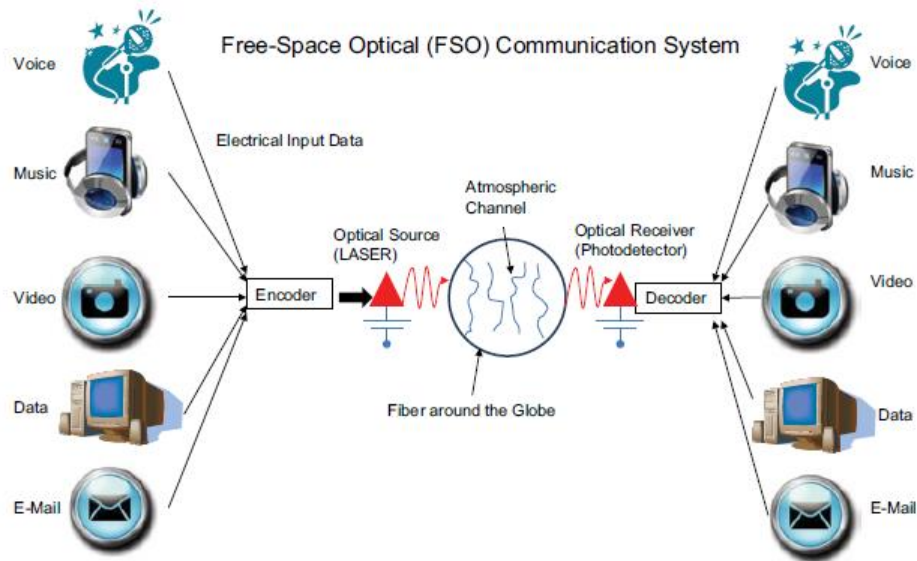 Free-Space Optical (FSO) Communication System
Voice
Music
Video
Data
E-Mail
Electrical Input Data
Encoder
Optical Source
(LASER)
Atmospheric
Channel
Fiber around the Globe
Optical Receiver
(Photodetector)
Decoder
Voice
Music
Video
Data
E-Mail